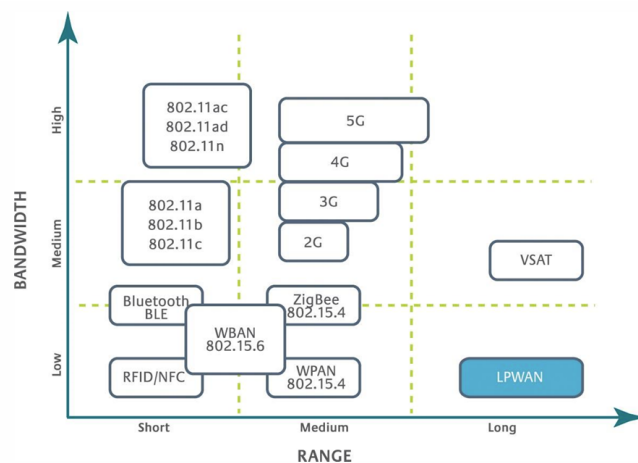 BANDWIDTH
High
Medium
Low
802.11ac
802.11ad
802.11n
5G
4G
802.11a
802.11b
802.11c
3G
2G
VSAT
Bluetooth
BLE
ZigBee
802.15.4
WBAN
802.15.6
RFID/NFC
WPAN
802.15.4
LPWAN
Short
Medium
Long
RANGE